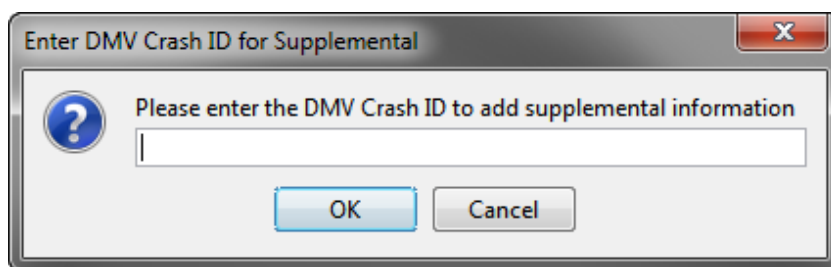 Enter DMV Crash ID for Supplemental
Please enter the DMV Crash ID to add supplemental information
OK Cancel